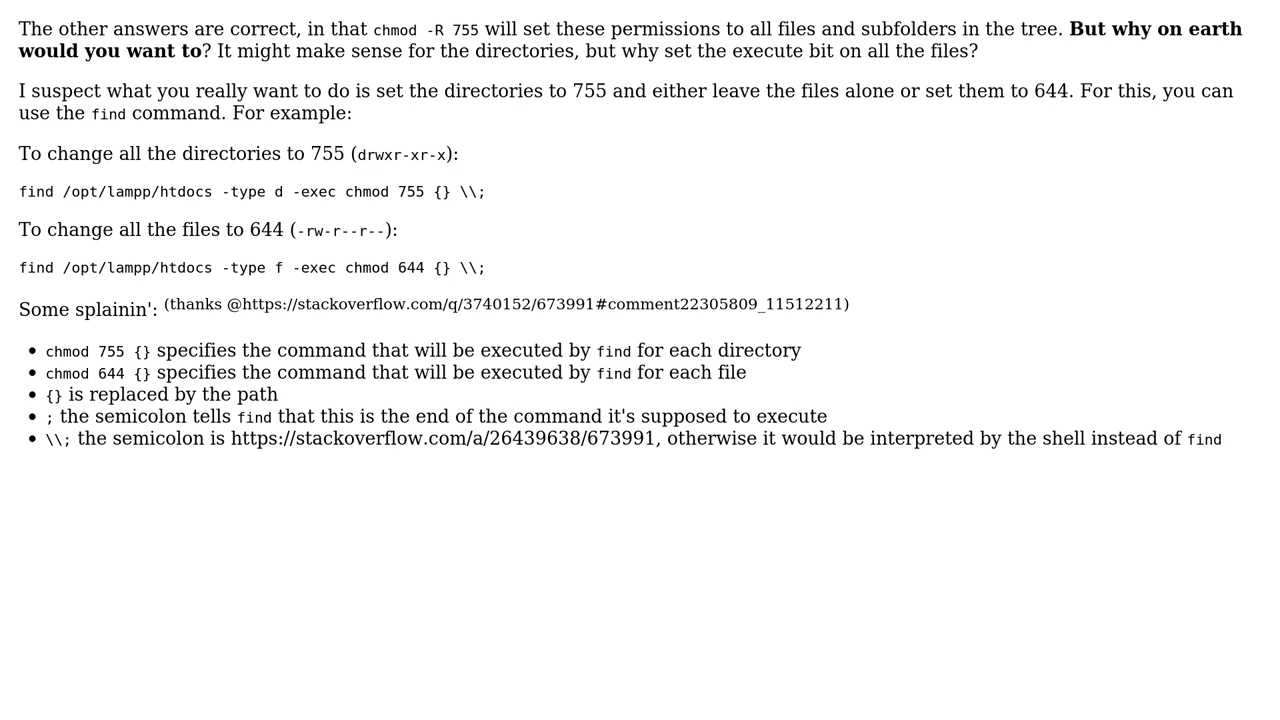 The other answers are correct, in that chmod -R 755 will set these permissions to all files and subfolders in the tree. But why on earth
would you want to? It might make sense for the directories, but why set the execute bit on all the files?
I suspect what you really want to do is set the directories to 755 and either leave the files alone or set them to 644. For this, you can
use the find command. For example:
To change all the directories to 755 (drwxr-xr-x):
find /opt/lampp/htdocs -type d -exec chmod 755 {} \\;
To change all the files to 644 (-rw-r--r--):
find /opt/lampp/htdocs -type f -exec chmod 644 {} \\;
Some splainin': (thanks @https://stackoverflow.com/q/3740152/673991#comment22305809_11512211)
• chmod 755 {} specifies the command that will be executed by find for each directory
• chmod 644 {} specifies the command that will be executed by find for each file
• {} is replaced by the path
• ; the semicolon tells find that this is the end of the command it's supposed to execute
• \\; the semicolon is https://stackoverflow.com/a/26439638/673991, otherwise it would be interpreted by the shell instead of find